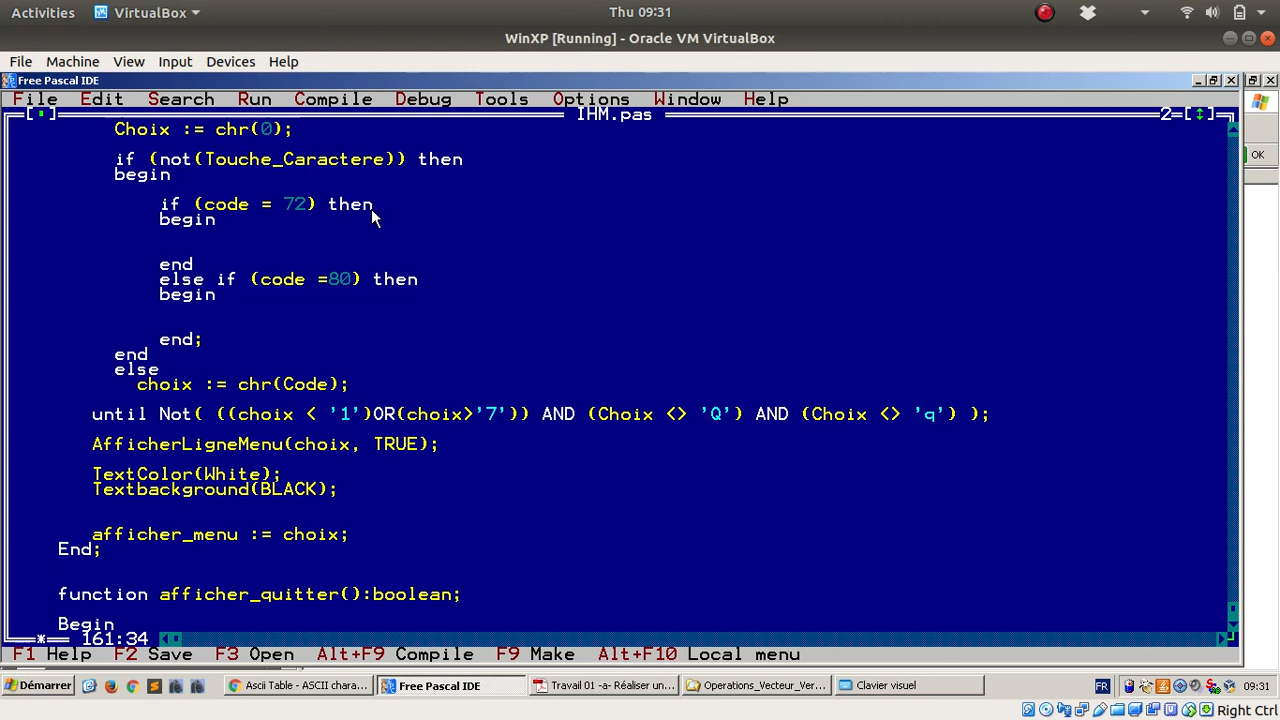 Activities VirtualBox Thu 09:31
WinXP [Running] - Oracle VM VirtualBox
File Machine View Input Devices Help
Free Pascal IDE
File Edit Search Run Compile Debug Tools Options Window Help
IHM.pas 2
Choix := chr(0);
if (not(Touche_Caractere)) then
begin
if (code = 72) then
begin
end
else if (code =80) then
begin
end;
end
else
choix := chr(Code);
until Not( ((choix < '1')OR(choix>'7')) AND (Choix <> 'Q') AND (Choix <> 'q') );
AfficherLigneMenu(choix, TRUE);
TextColor(White);
Textbackground(BLACK);
afficher_menu := choix;
End;
function afficher_quitter():boolean;
Begin
161:34
F1 Help F2 Save F3 Open Alt+F9 Compile F9 Make Alt+F10 Local menu
OK
Démarrer Ascii Table - ASCII chara... Free Pascal IDE Travail 01 -a- Réaliser un... Operations_Vecteur_Ver... Clavier visuel FR 09:31
Right Ctrl